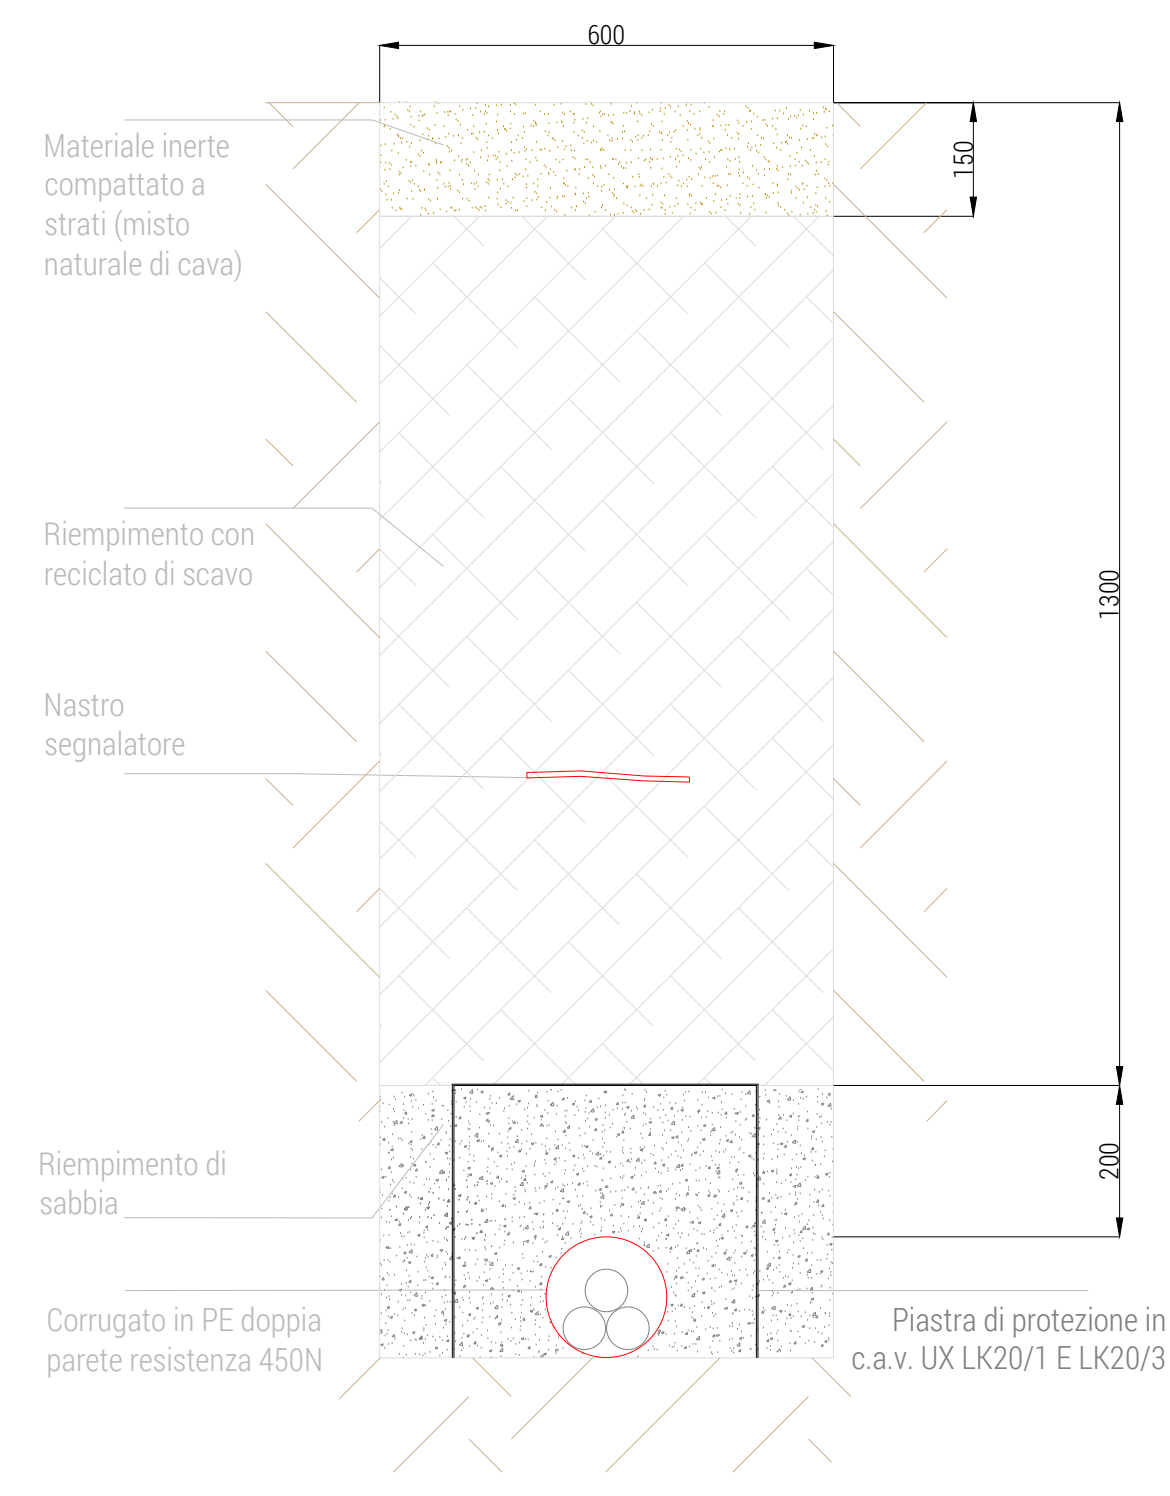 600
150
Materiale inerte
compattato a
strati (misto
naturale di cava)
Riempimento con
reciclato di scavo
1300
Nastro
segnalatore
Riempimento di
sabbia
200
Corrugato in PE doppia
parete resistenza 450N
Piastra di protezione in
c.a.v. UX LK20/1 E LK20/3